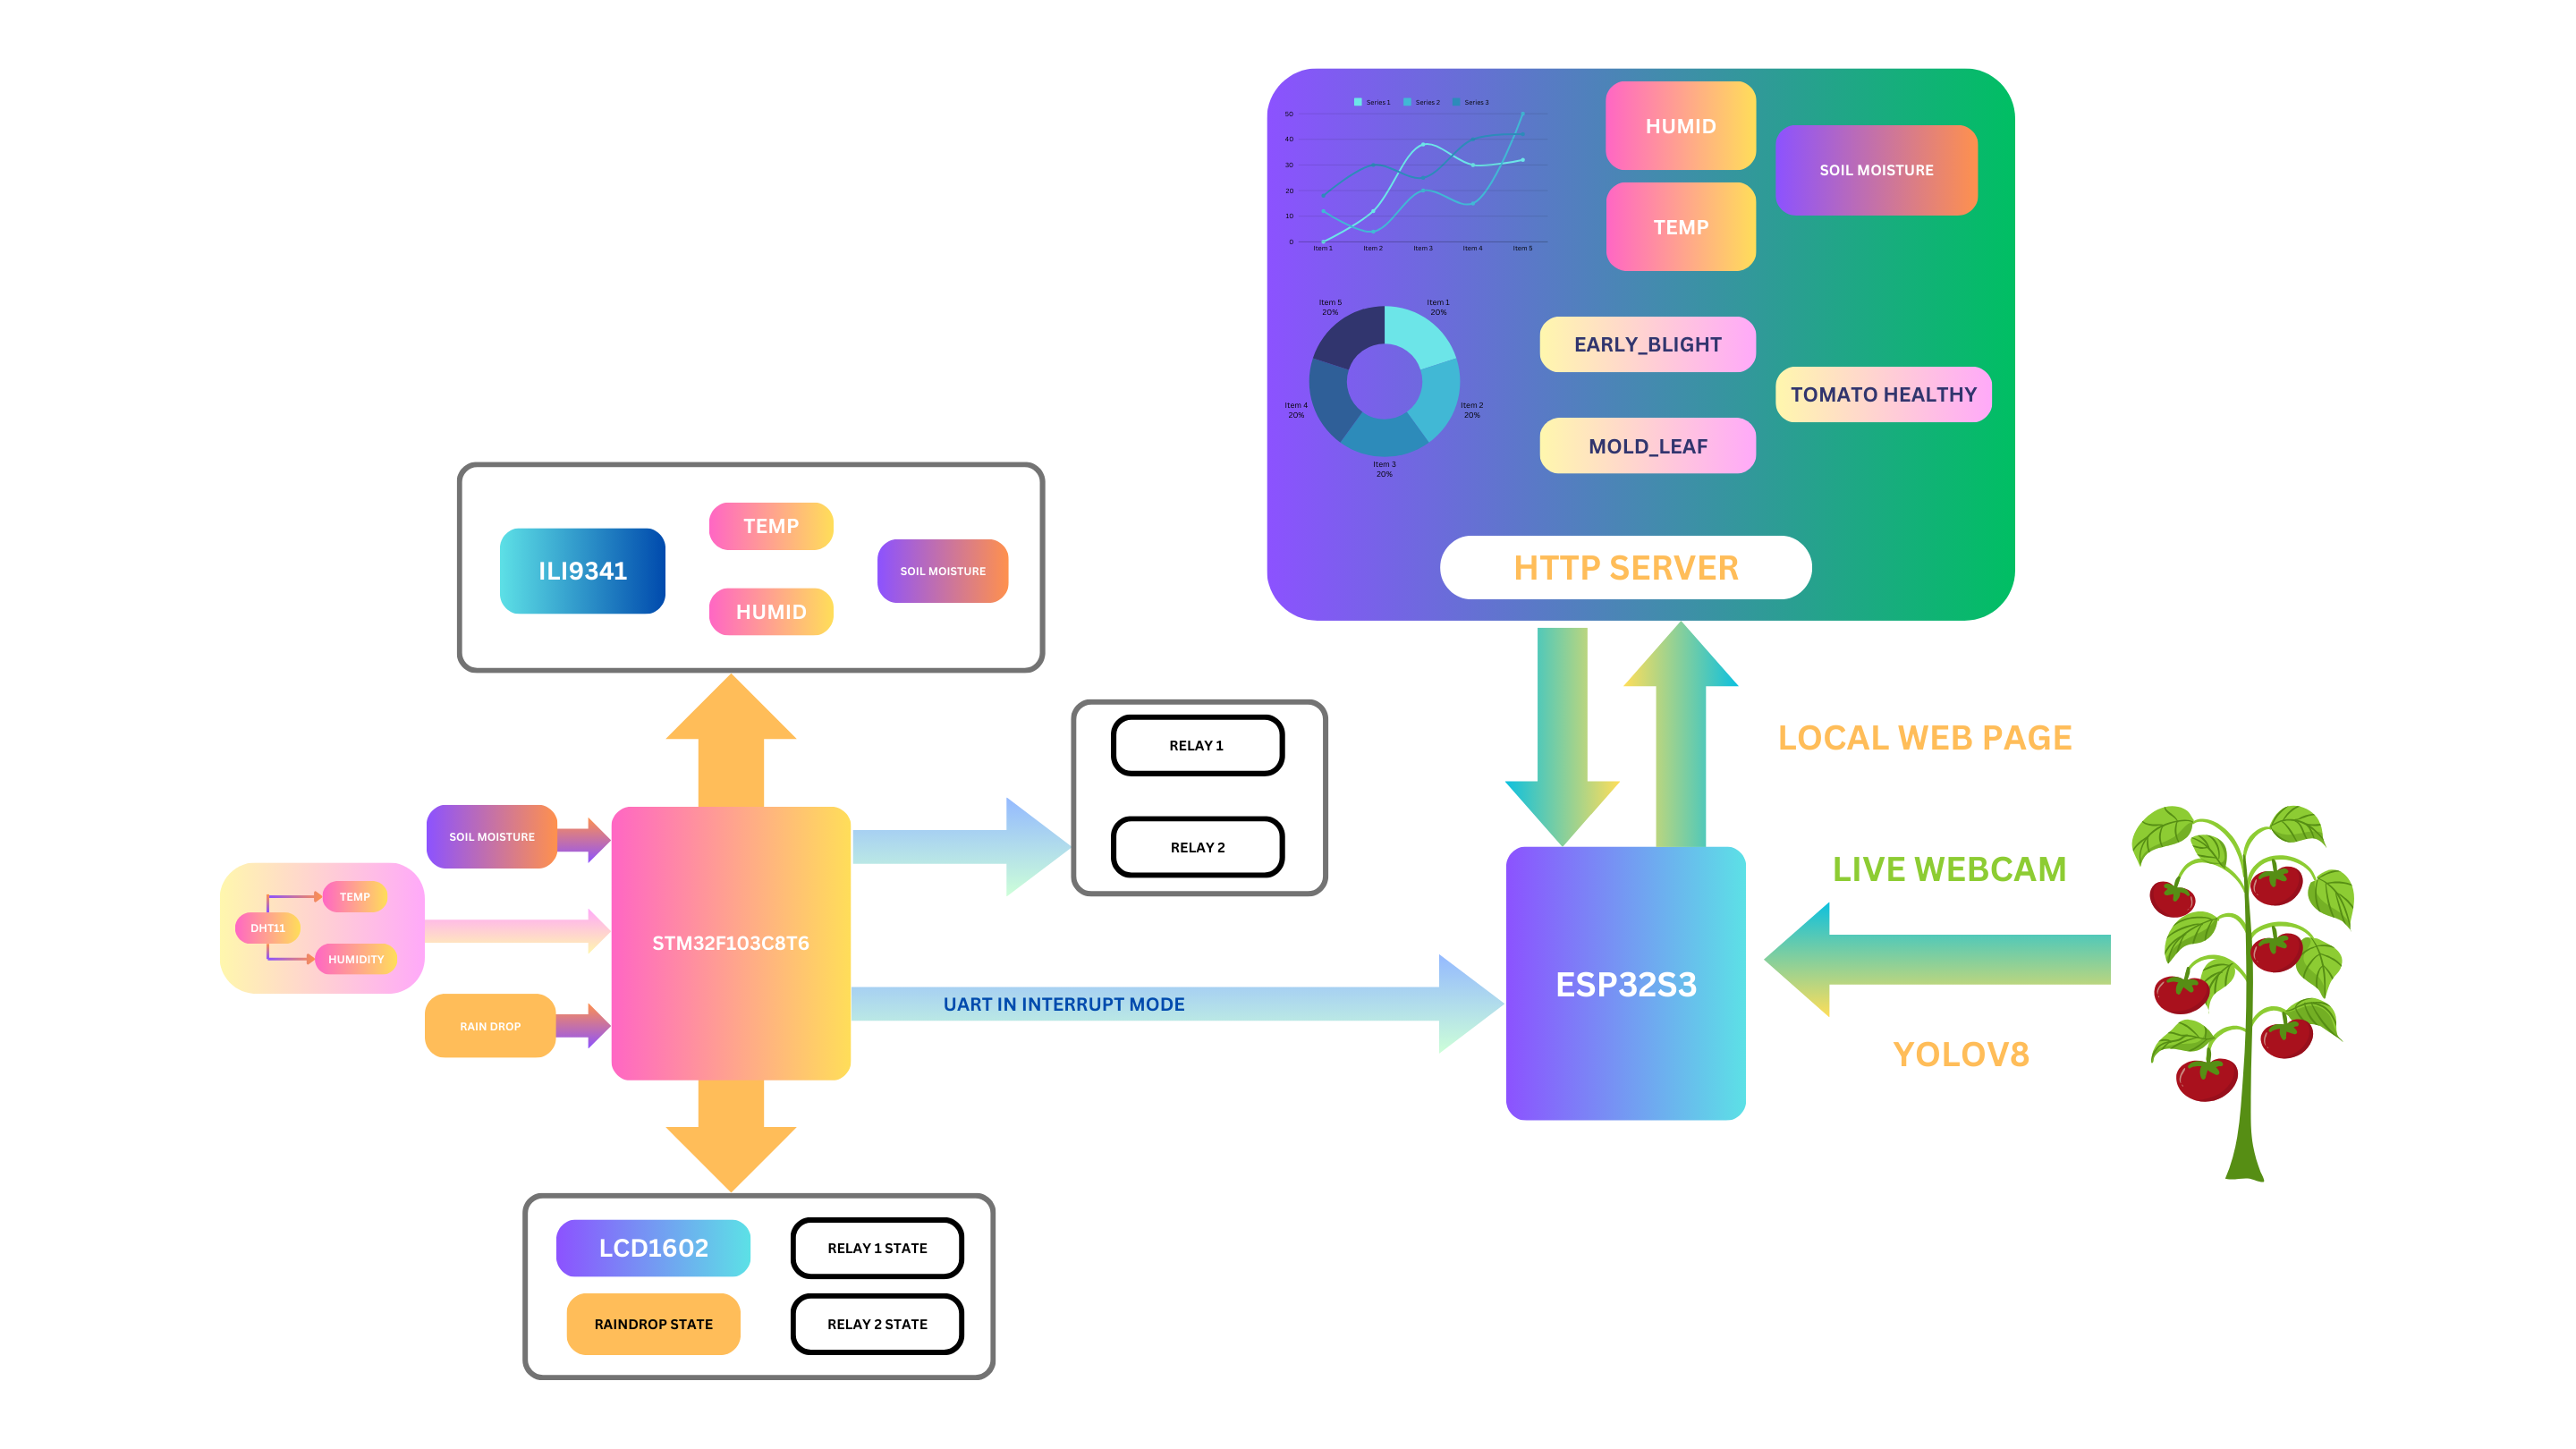 Series 1
Series 2
Series 3
50
40
30
20
10
0
Item 1
Item 2
Item 3
Item 4
Item 5
HUMID
TEMP
SOIL MOISTURE
Item 5
20%
Item 1
20%
Item 4
20%
Item 2
20%
Item 3
20%
EARLY_BLIGHT
TOMATO HEALTHY
MOLD_LEAF
HTTP SERVER
ILI9341
TEMP
HUMID
SOIL MOISTURE
RELAY 1
RELAY 2
LOCAL WEB PAGE
SOIL MOISTURE
DHT11
TEMP
HUMIDITY
RAIN DROP
STM32F103C8T6
UART IN INTERRUPT MODE
ESP32S3
LIVE WEBCAM
YOLOV8
LCD1602
RELAY 1 STATE
RAINDROP STATE
RELAY 2 STATE